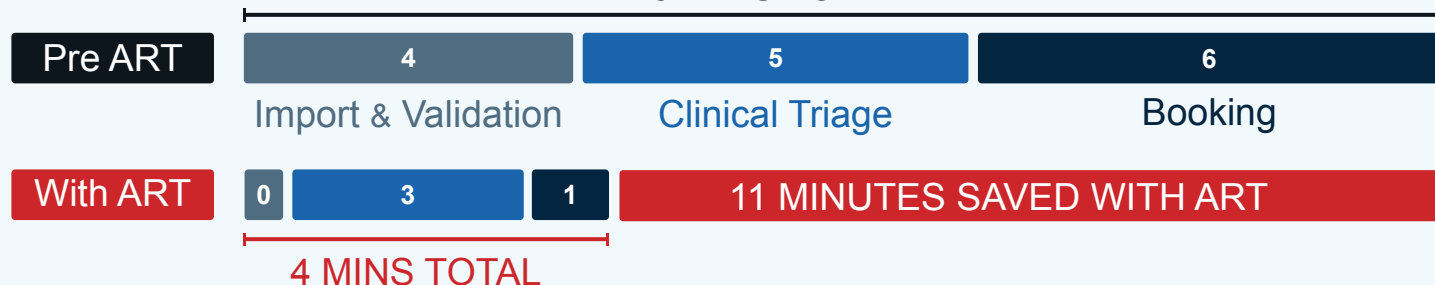 Pre ART
4
5
6
Import & Validation
Clinical Triage
Booking
With ART
0
3
1
11 MINUTES SAVED WITH ART
4 MINS TOTAL